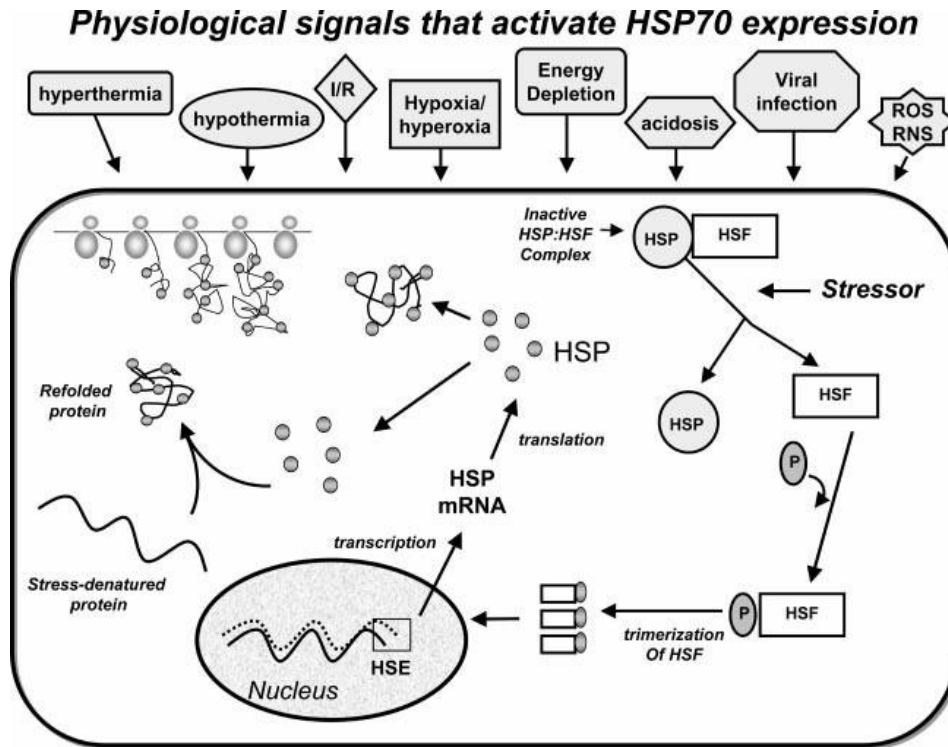 Physiological signals that activate HSP70 expression
hyperthermia
hypothermia
I/R
Hypoxia/
hyperoxia
Energy
Depletion
acidosis
Viral
infection
ROS
RNS
Inactive
HSP:HSF
Complex
HSP
HSF
Stressor
HSP
HSP
HSF
P
Refolded
protein
translation
HSP
mRNA
transcription
Stress-denatured
protein
HSE
Nucleus
trimerization
Of HSF
P
HSF